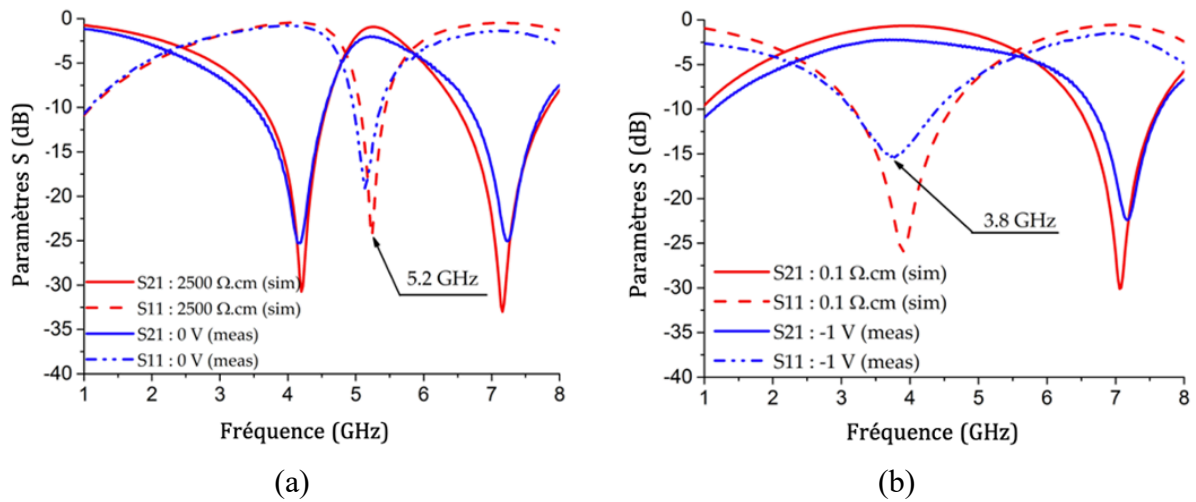 0
-5
-10
-15
-20
-25
-30
-35
-40
Paramètres S (dB)
5.2 GHz
S21 : 2500 Ω.cm (sim)
S11 : 2500 Ω.cm (sim)
S21 : 0 V (meas)
S11 : 0 V (meas)
1 2 3 4 5 6 7 8
Fréquence (GHz)
(a)
0
-5
-10
-15
-20
-25
-30
-35
-40
Paramètres S (dB)
3.8 GHz
S21 : 0.1 Ω.cm (sim)
S11 : 0.1 Ω.cm (sim)
S21 : -1 V (meas)
S11 : -1 V (meas)
1 2 3 4 5 6 7 8
Fréquence (GHz)
(b)